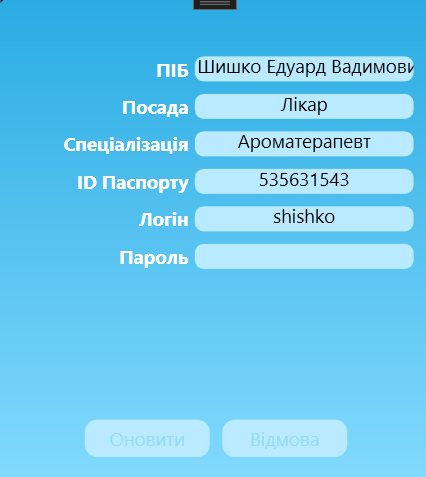 ПІБ Шишко Едуард Вадимови
Посада Лікар
Спеціалізація Ароматерапевт
ID Паспорту 535631543
Логін shishko
Пароль
Оновити Відмова